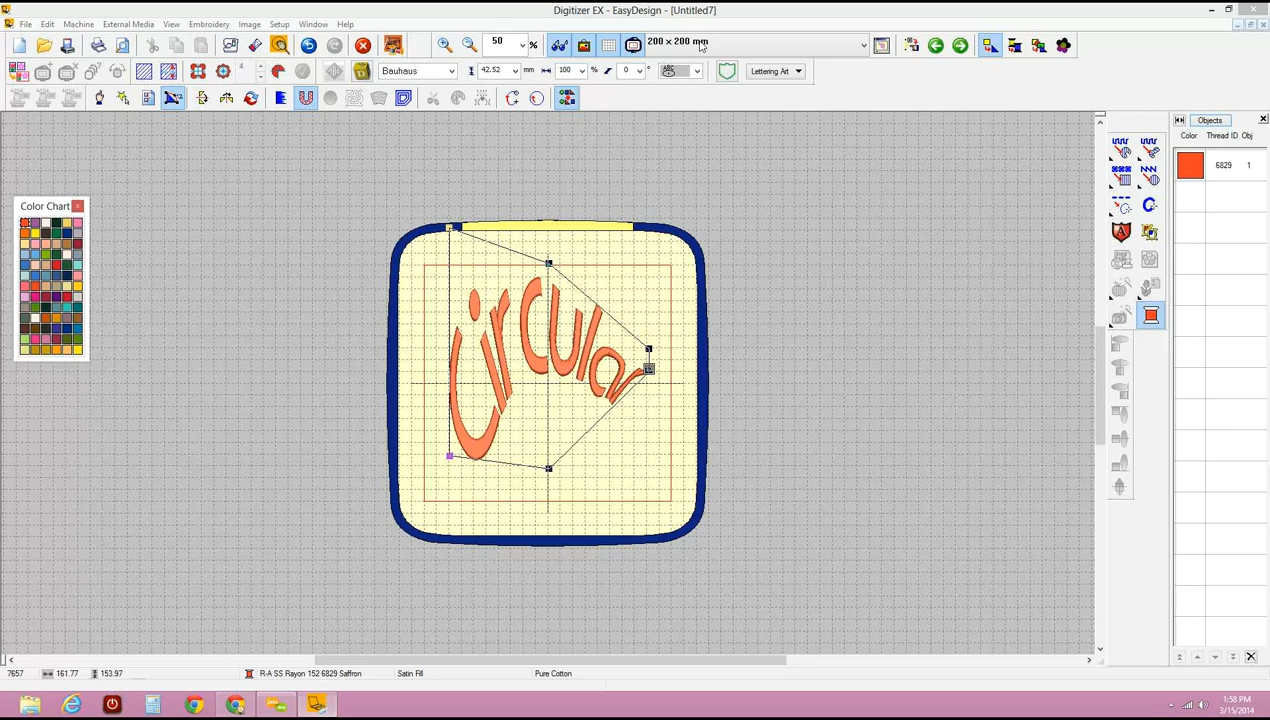 Digitizer EX - EasyDesign - [Untitled7]
File Edit Machine External Media View Embroidery Image Setup Window Help
50 % 200 x 200 mm
Bauhaus 42.52 mm 100 % 0 ° ABC Lettering Art
Objects
Color Thread ID Obj
6829 1
Color Chart
Circular
7657 161.77 153.97 R-A SS Rayon 152 6829 Saffron Satin Fill Pure Cotton
1:58 PM
3/15/2014